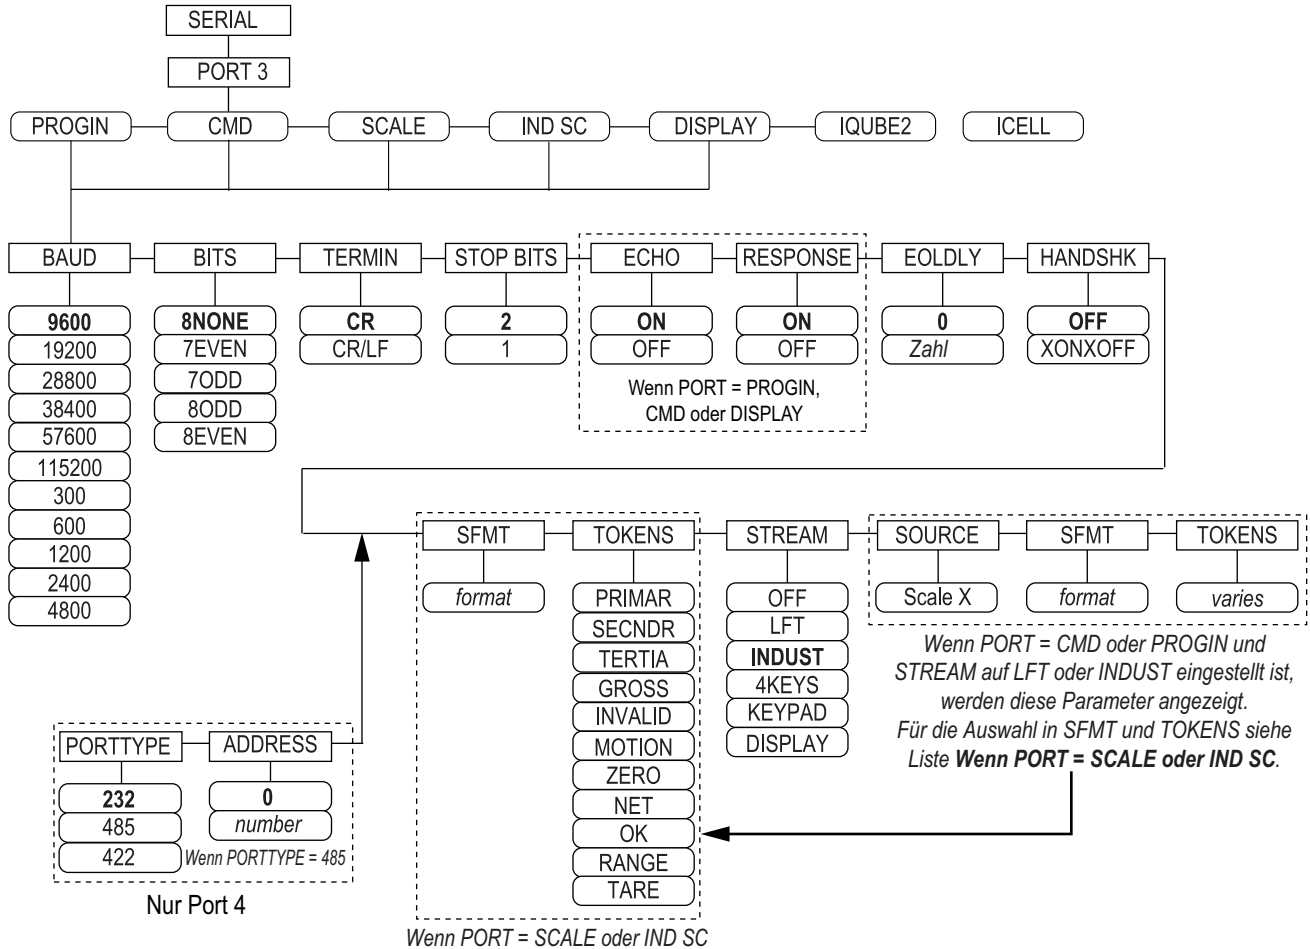 SERIAL
PORT 3
PROGIN CMD SCALE IND SC DISPLAY IQUBE2 ICELL
BAUD BITS TERMIN STOP BITS ECHO RESPONSE EOLDLY HANDSHK
9600 8NONE CR 2 ON ON 0 OFF
19200 7EVEN CR/LF 1 OFF OFF Zahl XONXOFF
28800 7ODD
38400 8ODD
57600 8EVEN
115200
300
600
1200
2400
4800
Wenn PORT = PROGIN,
CMD oder DISPLAY
SFMT TOKENS STREAM SOURCE SFMT TOKENS
format PRIMAR OFF Scale X format varies
SECNDR LFT
TERTIA INDUST
GROSS 4KEYS
INVALID KEYPAD
MOTION DISPLAY
ZERO
NET
OK
RANGE
TARE
Wenn PORT = CMD oder PROGIN und
STREAM auf LFT oder INDUST eingestellt ist,
werden diese Parameter angezeigt.
Für die Auswahl in SFMT und TOKENS siehe
Liste Wenn PORT = SCALE oder IND SC.
PORTTYPE ADDRESS
232 0
485 number
422 Wenn PORTTYPE = 485
Nur Port 4
Wenn PORT = SCALE oder IND SC